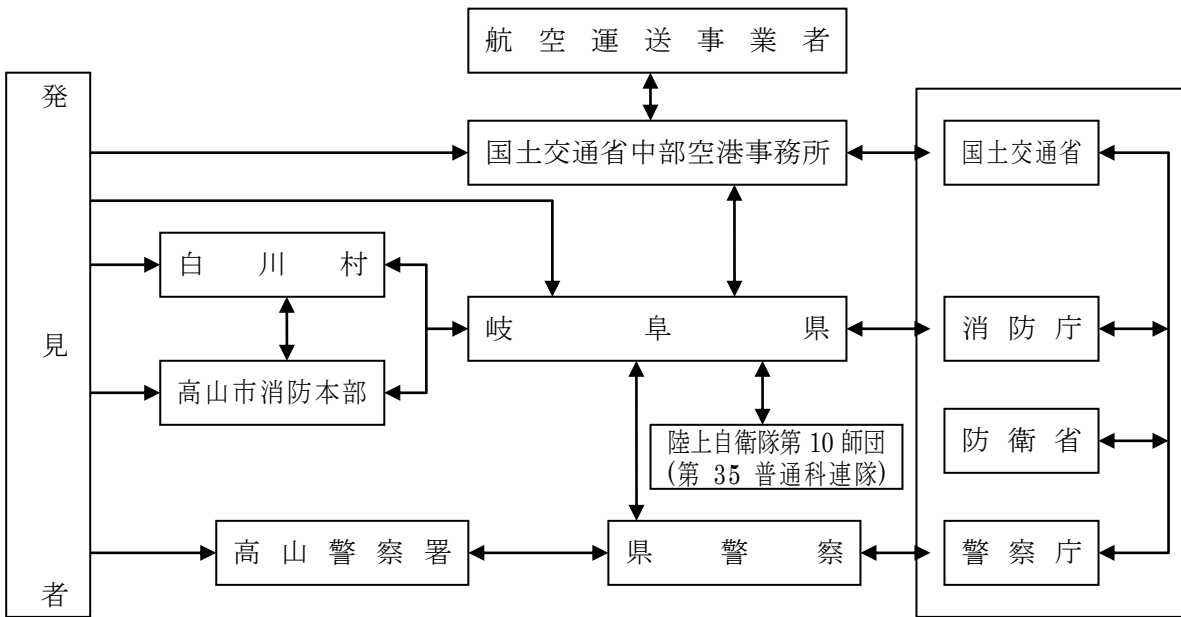 航空運送事業者
発見者
国土交通省中部空港事務所
国土交通省
白川村
岐阜県
消防庁
高山市消防本部
陸上自衛隊第10師団
(第35普通科連隊)
防衛省
高山警察署
県警察
警察庁